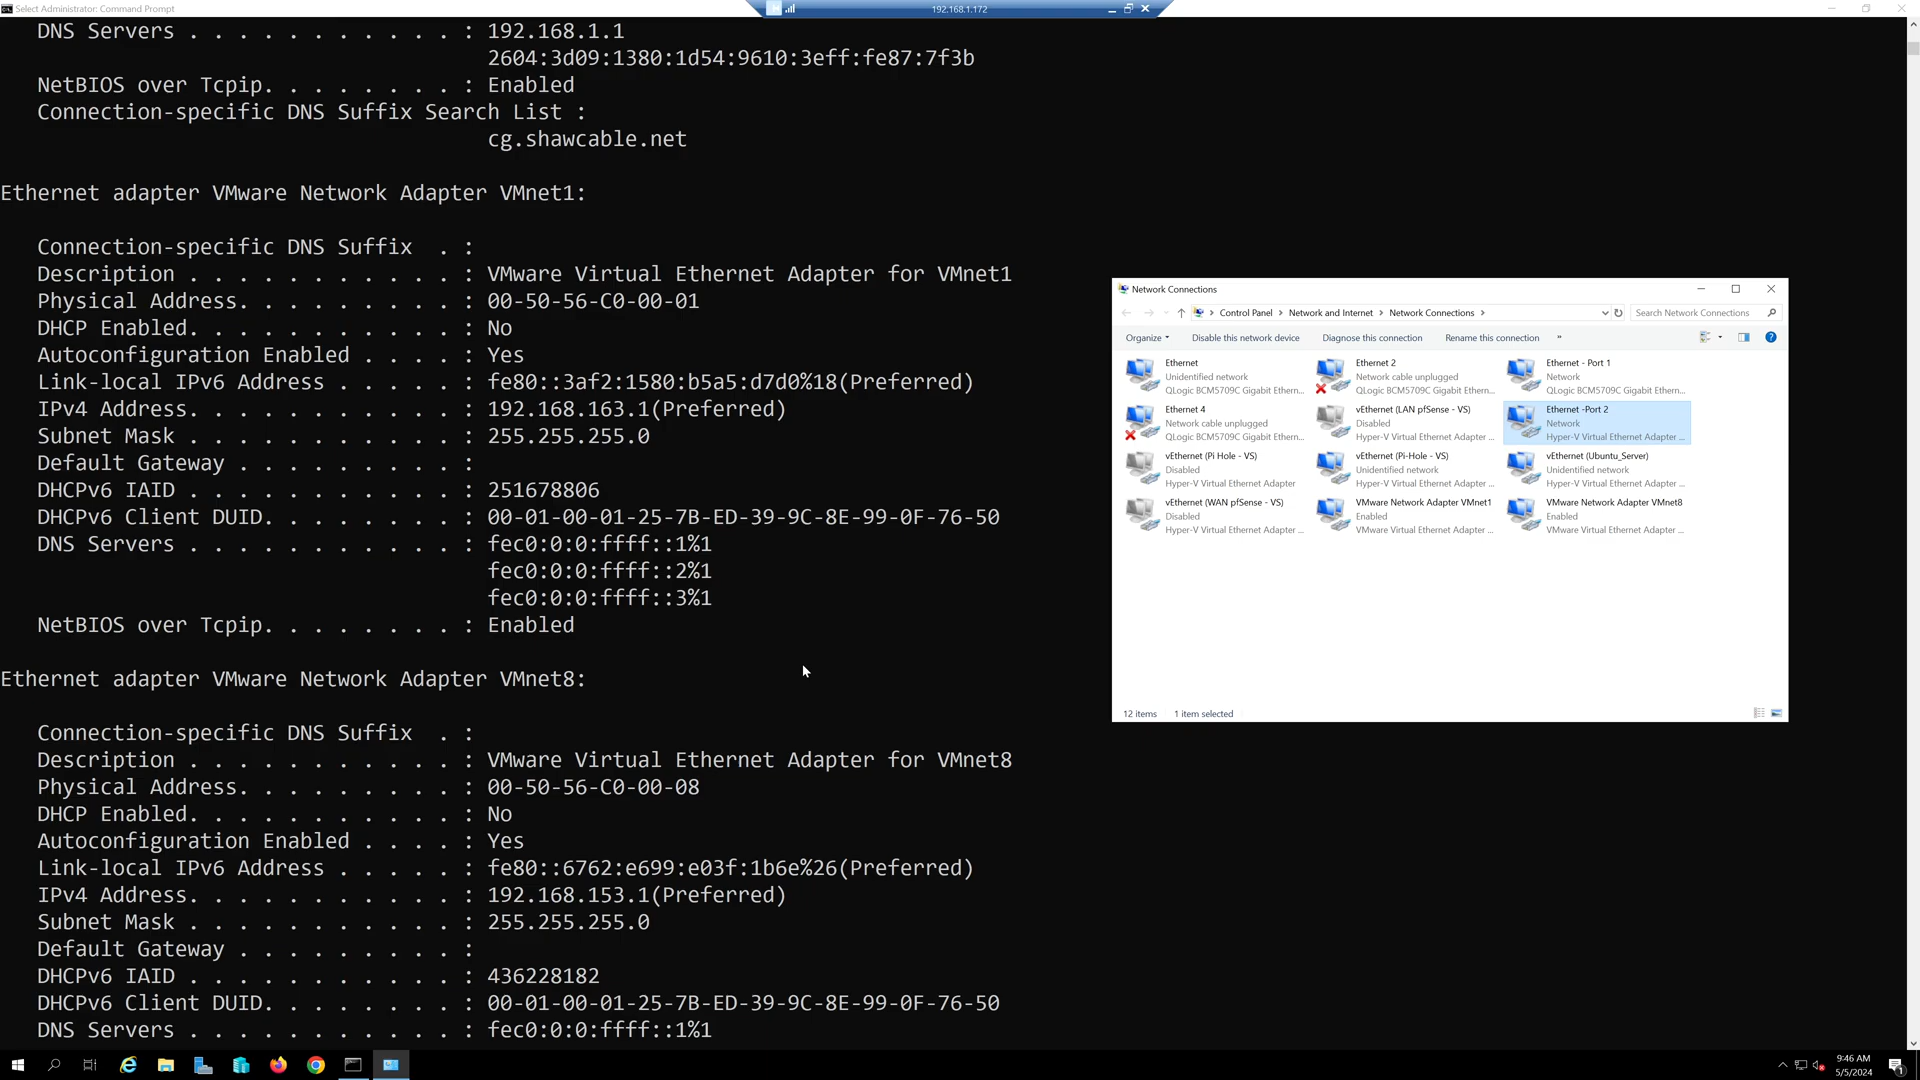 Select Administrator: Command Prompt
192.168.1.172
DNS Servers . . . . . . . . . . . : 192.168.1.1
2604:3d09:1380:1d54:9610:3eff:fe87:7f3b
NetBIOS over Tcpip. . . . . . . . : Enabled
Connection-specific DNS Suffix Search List :
cg.shawcable.net
Ethernet adapter VMware Network Adapter VMnet1:
Connection-specific DNS Suffix  . :
Description . . . . . . . . . . . : VMware Virtual Ethernet Adapter for VMnet1
Physical Address. . . . . . . . . : 00-50-56-C0-00-01
DHCP Enabled. . . . . . . . . . . : No
Autoconfiguration Enabled . . . . : Yes
Link-local IPv6 Address . . . . . : fe80::3af2:1580:b5a5:d7d0%18(Preferred)
IPv4 Address. . . . . . . . . . . : 192.168.163.1(Preferred)
Subnet Mask . . . . . . . . . . . : 255.255.255.0
Default Gateway . . . . . . . . . :
DHCPv6 IAID . . . . . . . . . . . : 251678806
DHCPv6 Client DUID. . . . . . . . : 00-01-00-01-25-7B-ED-39-9C-8E-99-0F-76-50
DNS Servers . . . . . . . . . . . : fec0:0:0:ffff::1%1
fec0:0:0:ffff::2%1
fec0:0:0:ffff::3%1
NetBIOS over Tcpip. . . . . . . . : Enabled
Ethernet adapter VMware Network Adapter VMnet8:
Connection-specific DNS Suffix  . :
Description . . . . . . . . . . . : VMware Virtual Ethernet Adapter for VMnet8
Physical Address. . . . . . . . . : 00-50-56-C0-00-08
DHCP Enabled. . . . . . . . . . . : No
Autoconfiguration Enabled . . . . : Yes
Link-local IPv6 Address . . . . . : fe80::6762:e699:e03f:1b6e%26(Preferred)
IPv4 Address. . . . . . . . . . . : 192.168.153.1(Preferred)
Subnet Mask . . . . . . . . . . . : 255.255.255.0
Default Gateway . . . . . . . . . :
DHCPv6 IAID . . . . . . . . . . . : 436228182
DHCPv6 Client DUID. . . . . . . . : 00-01-00-01-25-7B-ED-39-9C-8E-99-0F-76-50
DNS Servers . . . . . . . . . . . : fec0:0:0:ffff::1%1
Network Connections
Control Panel > Network and Internet > Network Connections >
Search Network Connections
Organize
Disable this network device
Diagnose this connection
Rename this connection
»
Ethernet
Unidentified network
QLogic BCM5709C Gigabit Ethern...
Ethernet 2
Network cable unplugged
QLogic BCM5709C Gigabit Ethern...
Ethernet - Port 1
Network
QLogic BCM5709C Gigabit Ethern...
Ethernet 4
Network cable unplugged
QLogic BCM5709C Gigabit Ethern...
vEthernet (LAN pfSense - VS)
Disabled
Hyper-V Virtual Ethernet Adapter ...
Ethernet -Port 2
Network
Hyper-V Virtual Ethernet Adapter ...
vEthernet (Pi Hole - VS)
Disabled
Hyper-V Virtual Ethernet Adapter
vEthernet (Pi-Hole - VS)
Unidentified network
Hyper-V Virtual Ethernet Adapter ...
vEthernet (Ubuntu_Server)
Unidentified network
Hyper-V Virtual Ethernet Adapter ...
vEthernet (WAN pfSense - VS)
Disabled
Hyper-V Virtual Ethernet Adapter ...
VMware Network Adapter VMnet1
Enabled
VMware Virtual Ethernet Adapter ...
VMware Network Adapter VMnet8
Enabled
VMware Virtual Ethernet Adapter ...
12 items
1 item selected
9:46 AM
5/5/2024
1